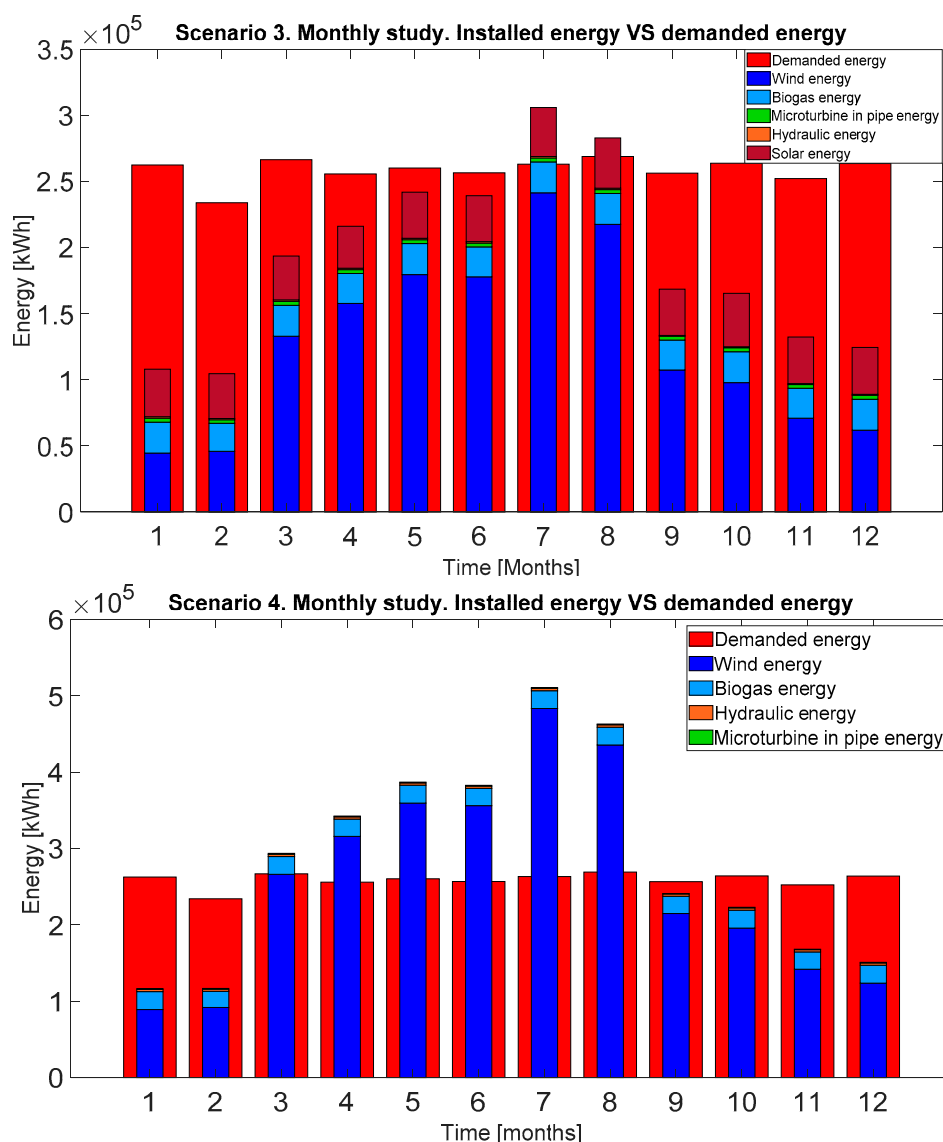 ×10⁵
Scenario 3. Monthly study. Installed energy VS demanded energy
3.5
3
2.5
2
1.5
1
0.5
0
Energy [kWh]
Demanded energy
Wind energy
Biogas energy
Microturbine in pipe energy
Hydraulic energy
Solar energy
1 2 3 4 5 6 7 8 9 10 11 12
Time [Months]
×10⁵
Scenario 4. Monthly study. Installed energy VS demanded energy
6
5
4
3
2
1
0
Energy [kWh]
Demanded energy
Wind energy
Biogas energy
Hydraulic energy
Microturbine in pipe energy
1 2 3 4 5 6 7 8 9 10 11 12
Time [months]